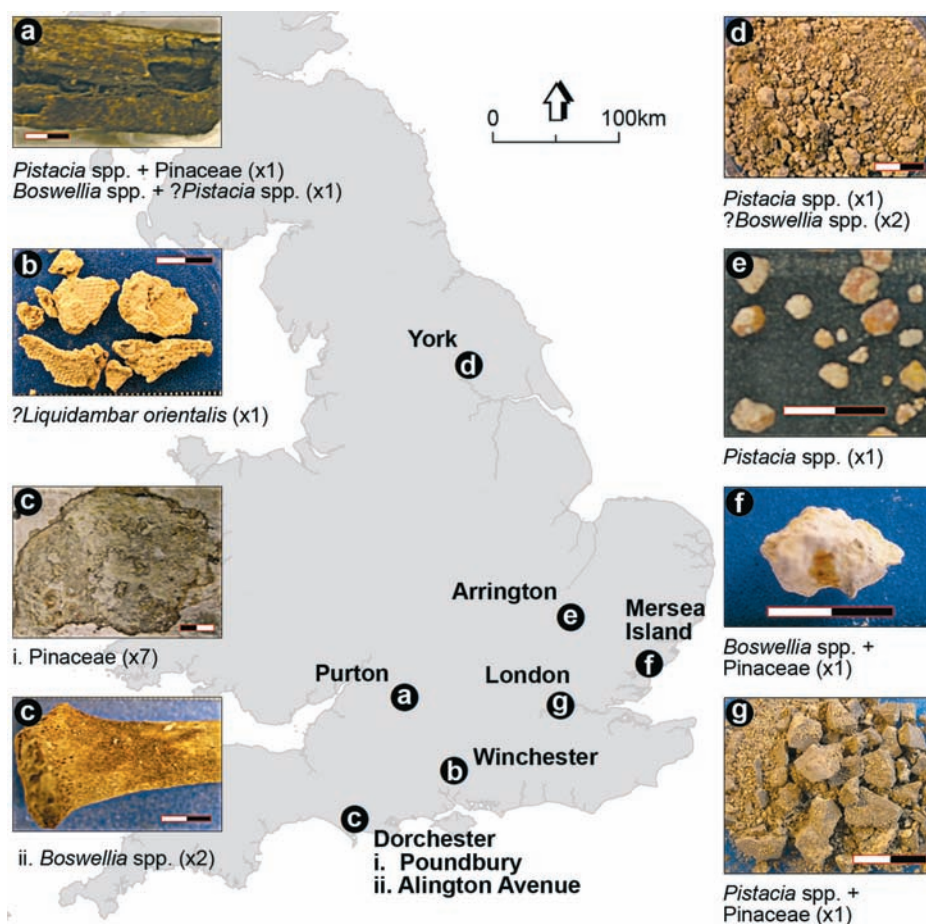 a
Pistacia spp. + Pinaceae (x1)
Boswellia spp. + ?Pistacia spp. (x1)
b
?Liquidambar orientalis (x1)
c
i. Pinaceae (x7)
c
ii. Boswellia spp. (x2)
0 100km
York
d
Arrington
e
Mersea
Island
f
Purton
a
London
g
Winchester
b
c
Dorchester
i. Poundbury
ii. Alington Avenue
d
Pistacia spp. (x1)
?Boswellia spp. (x2)
e
Pistacia spp. (x1)
f
Boswellia spp. +
Pinaceae (x1)
g
Pistacia spp. +
Pinaceae (x1)